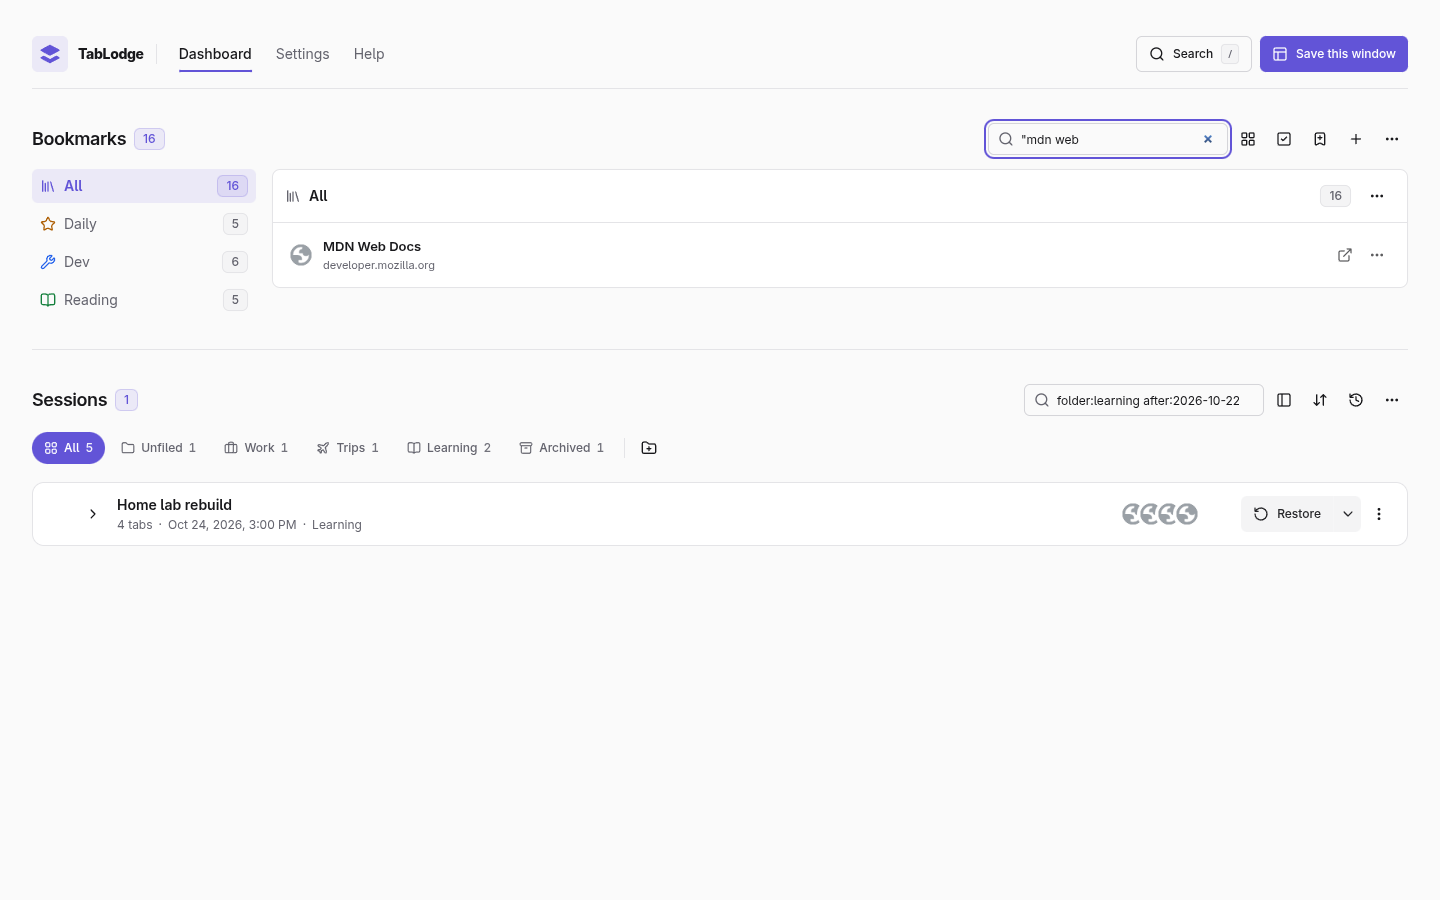 TabLodge
Dashboard
Settings
Help
Search /
Save this window
Bookmarks 16
"mdn web
All 16
Daily 5
Dev 6
Reading 5
All
16
MDN Web Docs
developer.mozilla.org
Sessions 1
folder:learning after:2026-10-22
All 5
Unfiled 1
Work 1
Trips 1
Learning 2
Archived 1
Home lab rebuild
4 tabs · Oct 24, 2026, 3:00 PM · Learning
Restore